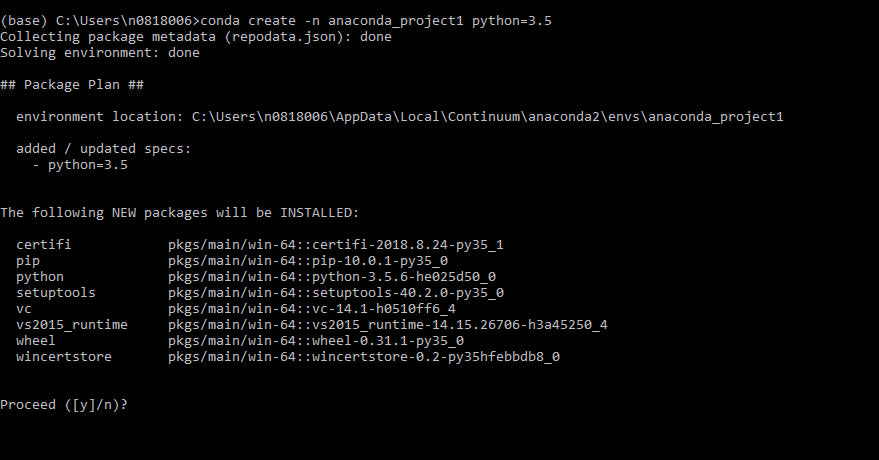 (base) C:\Users\n0818006>conda create -n anaconda_project1 python=3.5
Collecting package metadata (repodata.json): done
Solving environment: done
## Package Plan ##
environment location: C:\Users\n0818006\AppData\Local\Continuum\anaconda2\envs\anaconda_project1
added / updated specs:
- python=3.5
The following NEW packages will be INSTALLED:
certifi pkgs/main/win-64::certifi-2018.8.24-py35_1
pip pkgs/main/win-64::pip-10.0.1-py35_0
python pkgs/main/win-64::python-3.5.6-he025d50_0
setuptools pkgs/main/win-64::setuptools-40.2.0-py35_0
vc pkgs/main/win-64::vc-14.1-h0510ff6_4
vs2015_runtime pkgs/main/win-64::vs2015_runtime-14.15.26706-h3a45250_4
wheel pkgs/main/win-64::wheel-0.31.1-py35_0
wincertstore pkgs/main/win-64::wincertstore-0.2-py35hfebbdb8_0
Proceed ([y]/n)?